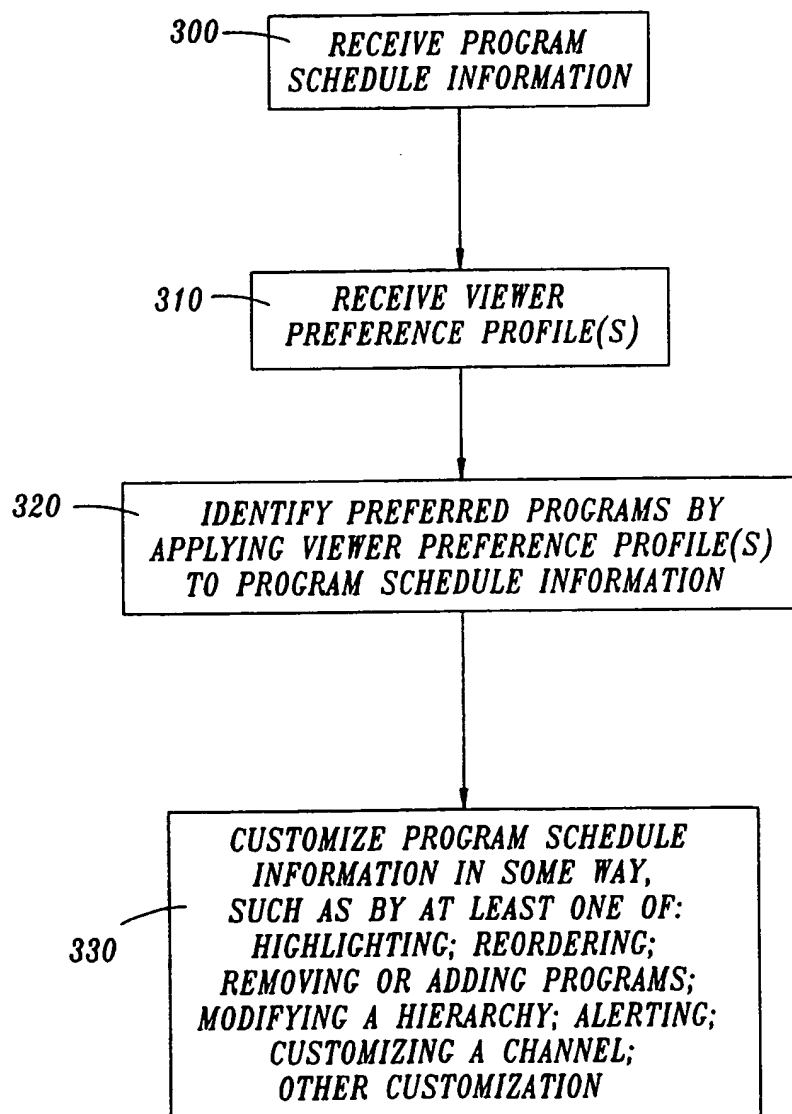 300
RECEIVE PROGRAM
SCHEDULE INFORMATION
310
RECEIVE VIEWER
PREFERENCE PROFILE(S)
320
IDENTIFY PREFERRED PROGRAMS BY
APPLYING VIEWER PREFERENCE PROFILE(S)
TO PROGRAM SCHEDULE INFORMATION
330
CUSTOMIZE PROGRAM SCHEDULE
INFORMATION IN SOME WAY,
SUCH AS BY AT LEAST ONE OF:
HIGHLIGHTING; REORDERING;
REMOVING OR ADDING PROGRAMS;
MODIFYING A HIERARCHY; ALERTING;
CUSTOMIZING A CHANNEL;
OTHER CUSTOMIZATION